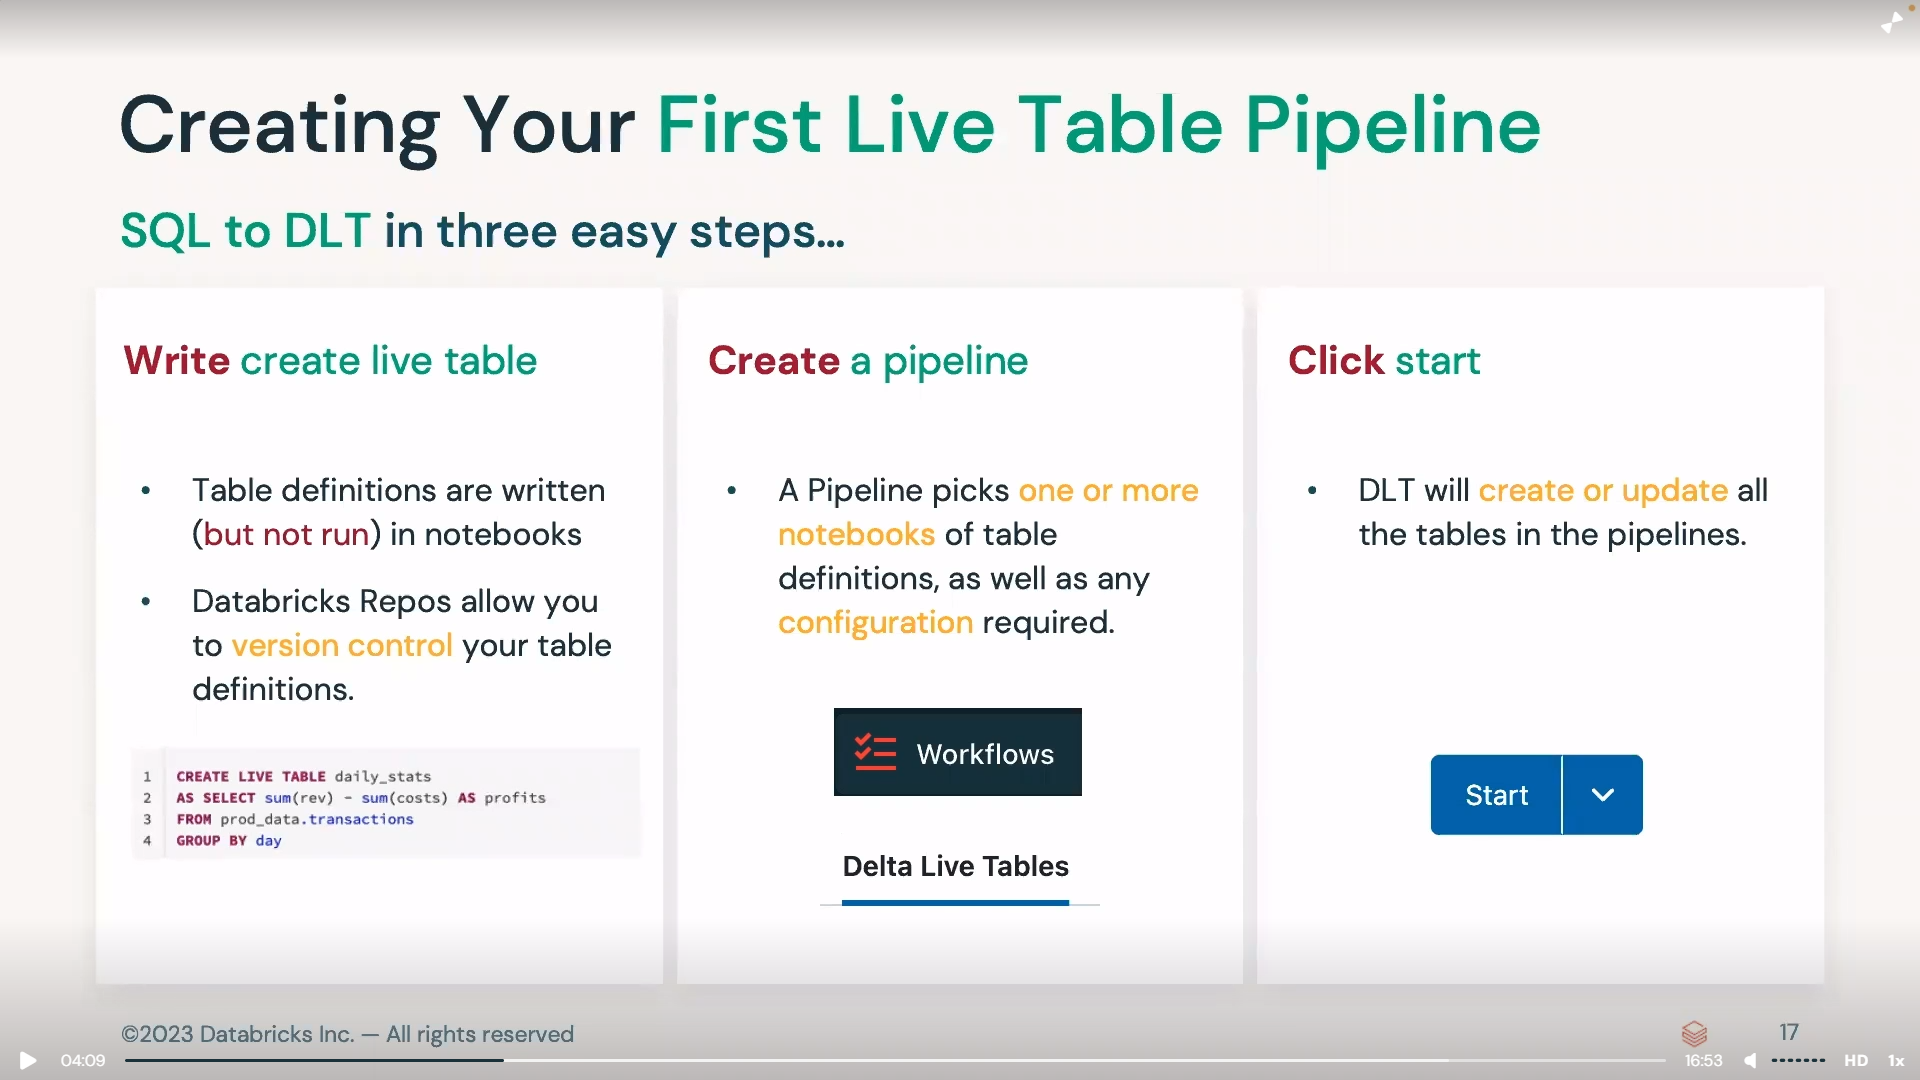 Creating Your First Live Table Pipeline
SQL to DLT in three easy steps...
Write create live table
• Table definitions are written
(but not run) in notebooks
• Databricks Repos allow you
to version control your table
definitions.
1 CREATE LIVE TABLE daily_stats
2 AS SELECT sum(rev) - sum(costs) AS profits
3 FROM prod_data.transactions
4 GROUP BY day
Create a pipeline
• A Pipeline picks one or more
notebooks of table
definitions, as well as any
configuration required.
Workflows
Delta Live Tables
Click start
• DLT will create or update all
the tables in the pipelines.
Start
©2023 Databricks Inc. — All rights reserved
17
04:09
16:53
HD
1x